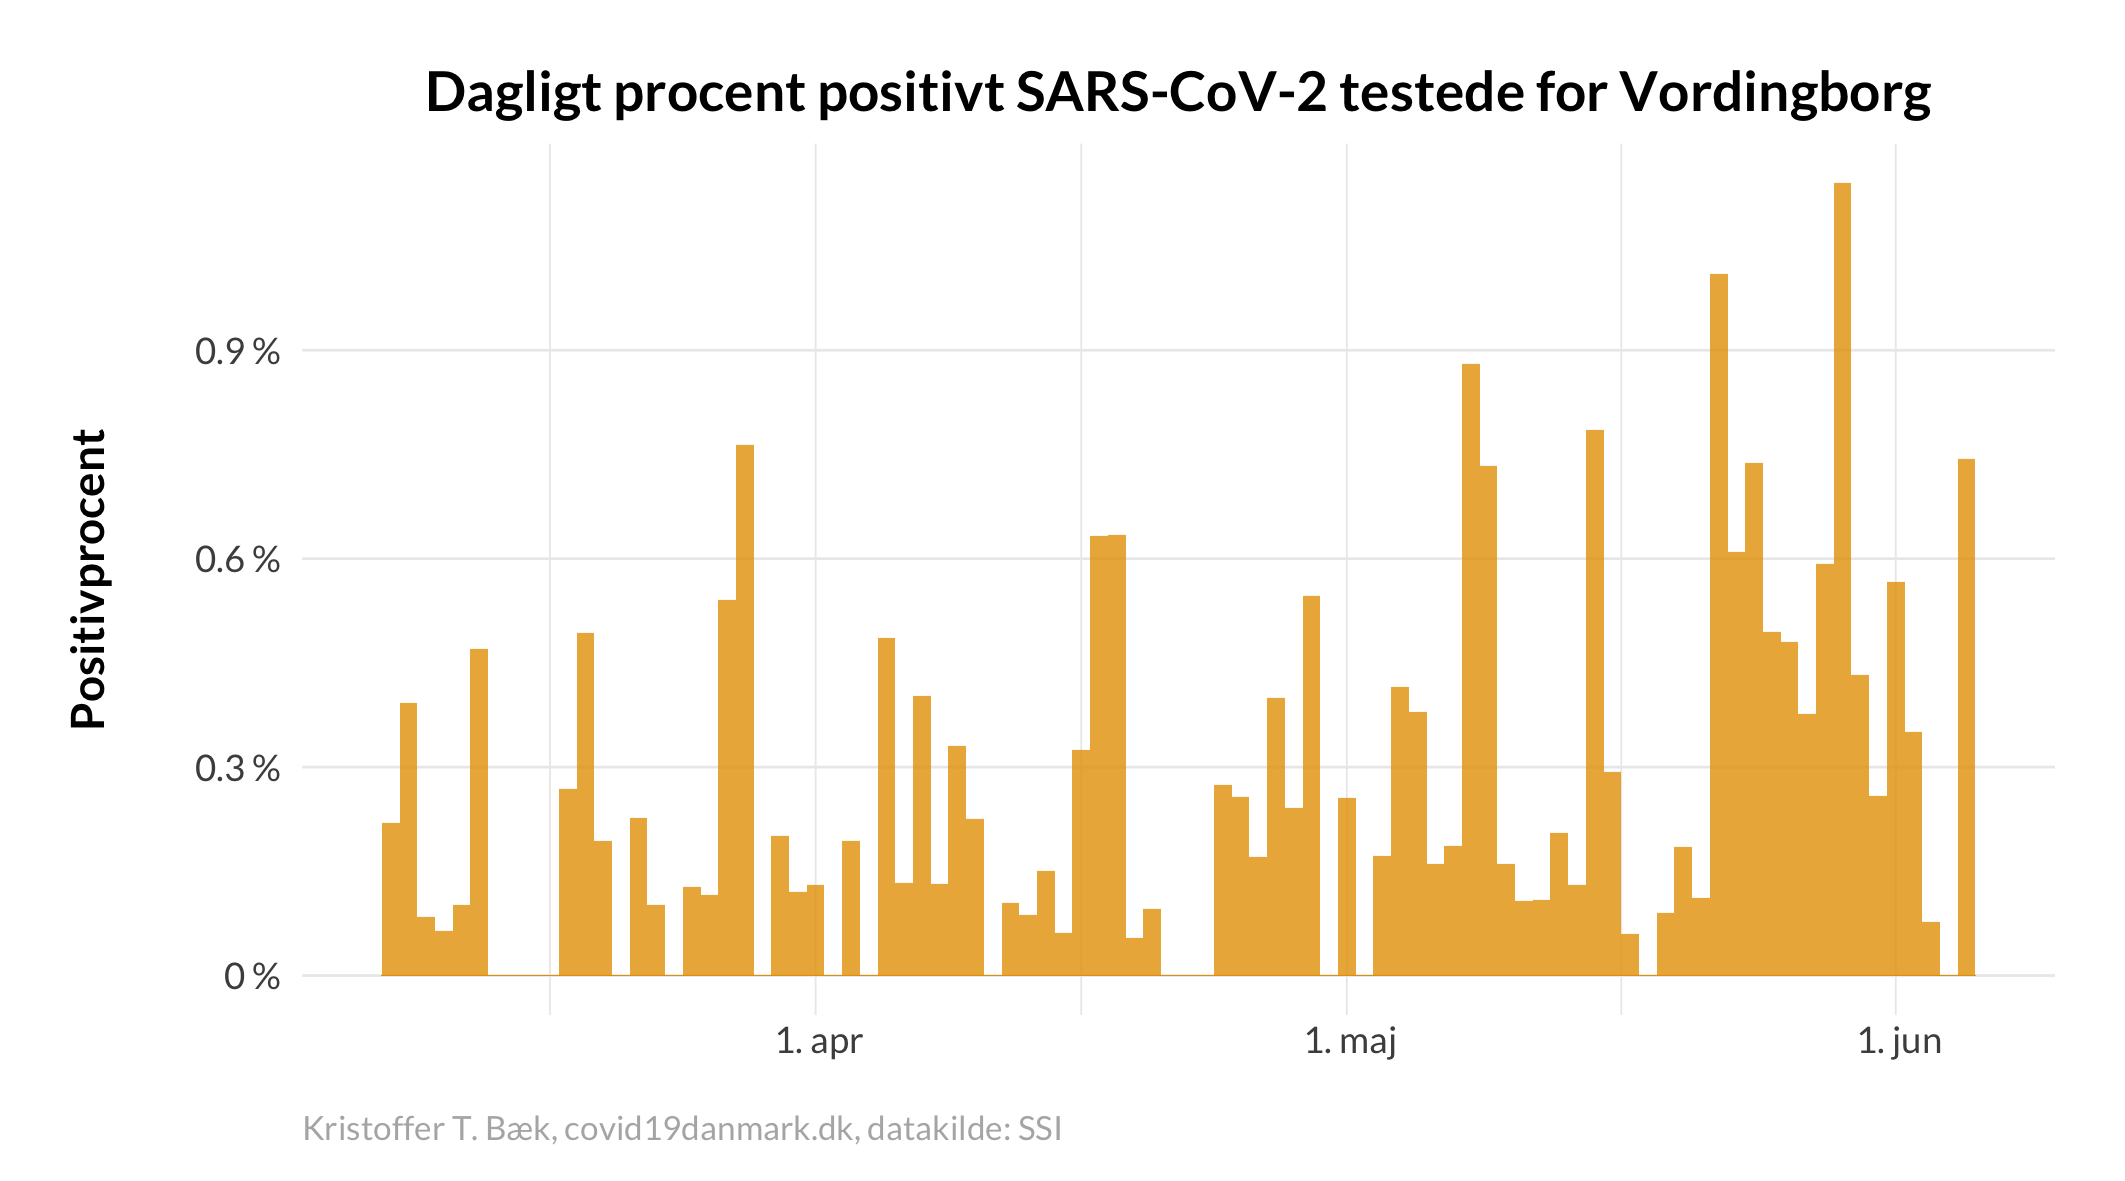 Dagligt procent positivt SARS-CoV-2 testede for Vordingborg
Positivprocent
0.9 %
0.6 %
0.3 %
0 %
1. apr
1. maj
1. jun
Kristoffer T. Bæk, covid19danmark.dk, datakilde: SSI